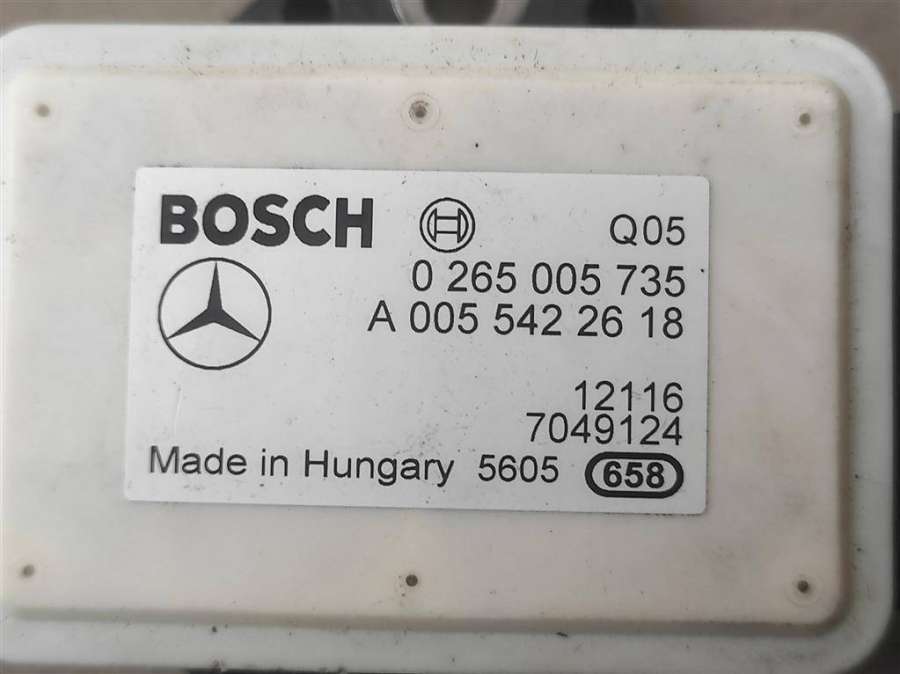 BOSCH Q05
0 265 005 735
A 005 542 26 18
12116
7049124
Made in Hungary 5605 658